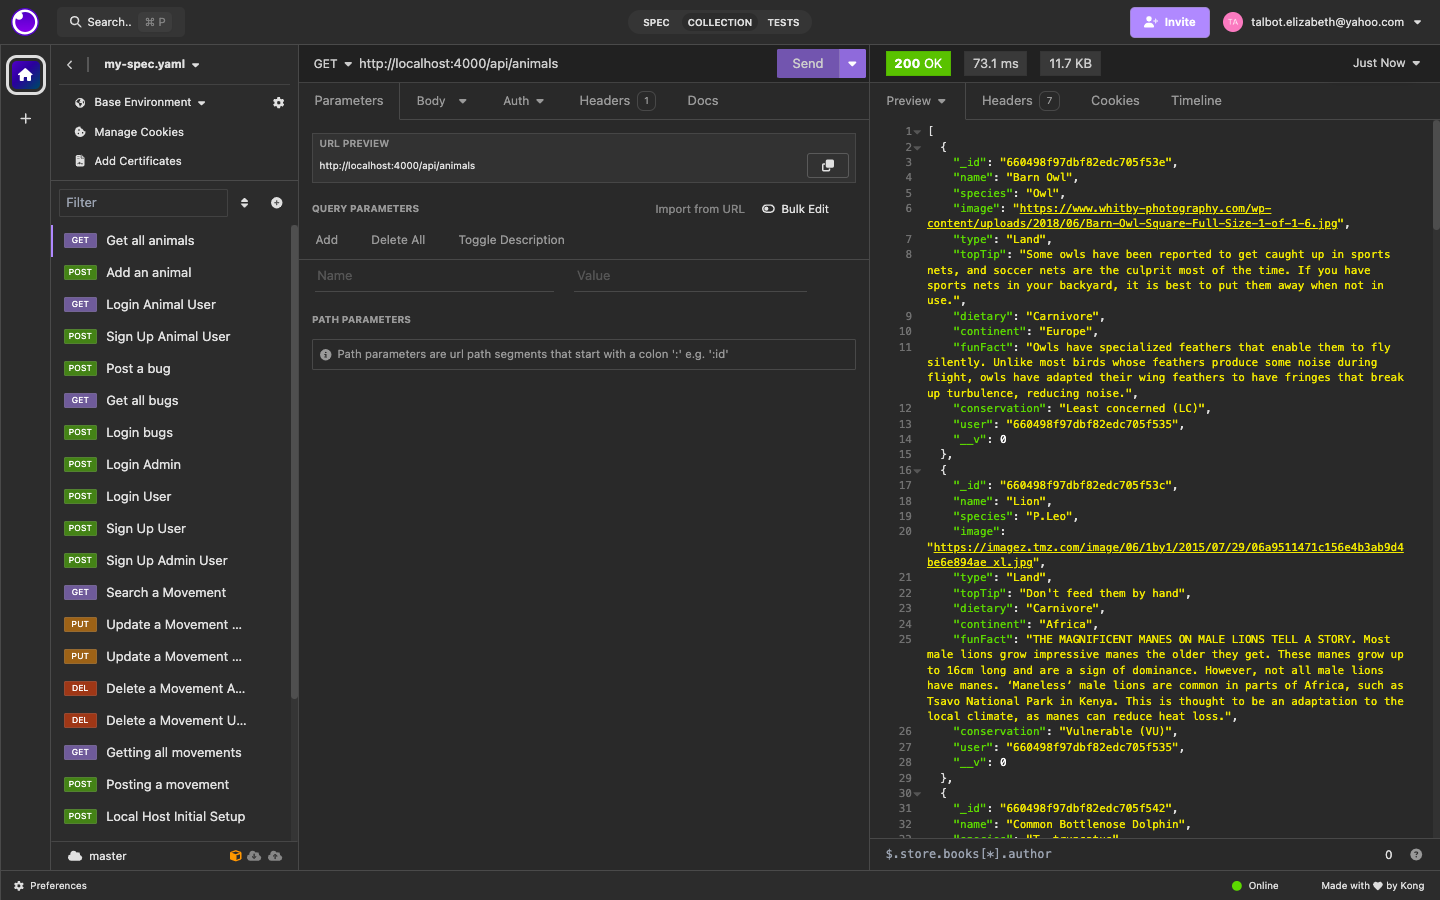 Search.. ⌘ P
SPEC COLLECTION TESTS
Invite
TA talbot.elizabeth@yahoo.com
my-spec.yaml
Base Environment
Manage Cookies
Add Certificates
Filter
GET Get all animals
POST Add an animal
GET Login Animal User
POST Sign Up Animal User
POST Post a bug
GET Get all bugs
POST Login bugs
POST Login Admin
POST Login User
POST Sign Up User
POST Sign Up Admin User
GET Search a Movement
PUT Update a Movement ...
PUT Update a Movement ...
DEL Delete a Movement A...
DEL Delete a Movement U...
GET Getting all movements
POST Posting a movement
POST Local Host Initial Setup
master
GET http://localhost:4000/api/animals
Send
Parameters Body Auth Headers 1 Docs
URL PREVIEW
http://localhost:4000/api/animals
QUERY PARAMETERS Import from URL Bulk Edit
Add Delete All Toggle Description
Name Value
PATH PARAMETERS
Path parameters are url path segments that start with a colon ':' e.g. ':id'
200 OK 73.1 ms 11.7 KB Just Now
Preview Headers 7 Cookies Timeline
1 [
2 {
3 "_id": "660498f97dbf82edc705f53e",
4 "name": "Barn Owl",
5 "species": "Owl",
6 "image": "https://www.whitby-photography.com/wp-
content/uploads/2018/06/Barn-Owl-Square-Full-Size-1-of-1-6.jpg",
7 "type": "Land",
8 "topTip": "Some owls have been reported to get caught up in sports
nets, and soccer nets are the culprit most of the time. If you have
sports nets in your backyard, it is best to put them away when not in
use.",
9 "dietary": "Carnivore",
10 "continent": "Europe",
11 "funFact": "Owls have specialized feathers that enable them to fly
silently. Unlike most birds whose feathers produce some noise during
flight, owls have adapted their wing feathers to have fringes that break
up turbulence, reducing noise.",
12 "conservation": "Least concerned (LC)",
13 "user": "660498f97dbf82edc705f535",
14 "__v": 0
15 },
16 {
17 "_id": "660498f97dbf82edc705f53c",
18 "name": "Lion",
19 "species": "P.Leo",
20 "image":
"https://imagez.tmz.com/image/06/1by1/2015/07/29/06a9511471c156e4b3ab9d4
be6e894ae_xl.jpg",
21 "type": "Land",
22 "topTip": "Don't feed them by hand",
23 "dietary": "Carnivore",
24 "continent": "Africa",
25 "funFact": "THE MAGNIFICENT MANES ON MALE LIONS TELL A STORY. Most
male lions grow impressive manes the older they get. These manes grow up
to 16cm long and are a sign of dominance. However, not all male lions
have manes. ‘Maneless’ male lions are common in parts of Africa, such as
Tsavo National Park in Kenya. This is thought to be an adaptation to the
local climate, as manes can reduce heat loss.",
26 "conservation": "Vulnerable (VU)",
27 "user": "660498f97dbf82edc705f535",
28 "__v": 0
29 },
30 {
31 "_id": "660498f97dbf82edc705f542",
32 "name": "Common Bottlenose Dolphin",
$.store.books[*].author 0
Preferences
Online Made with ♥ by Kong